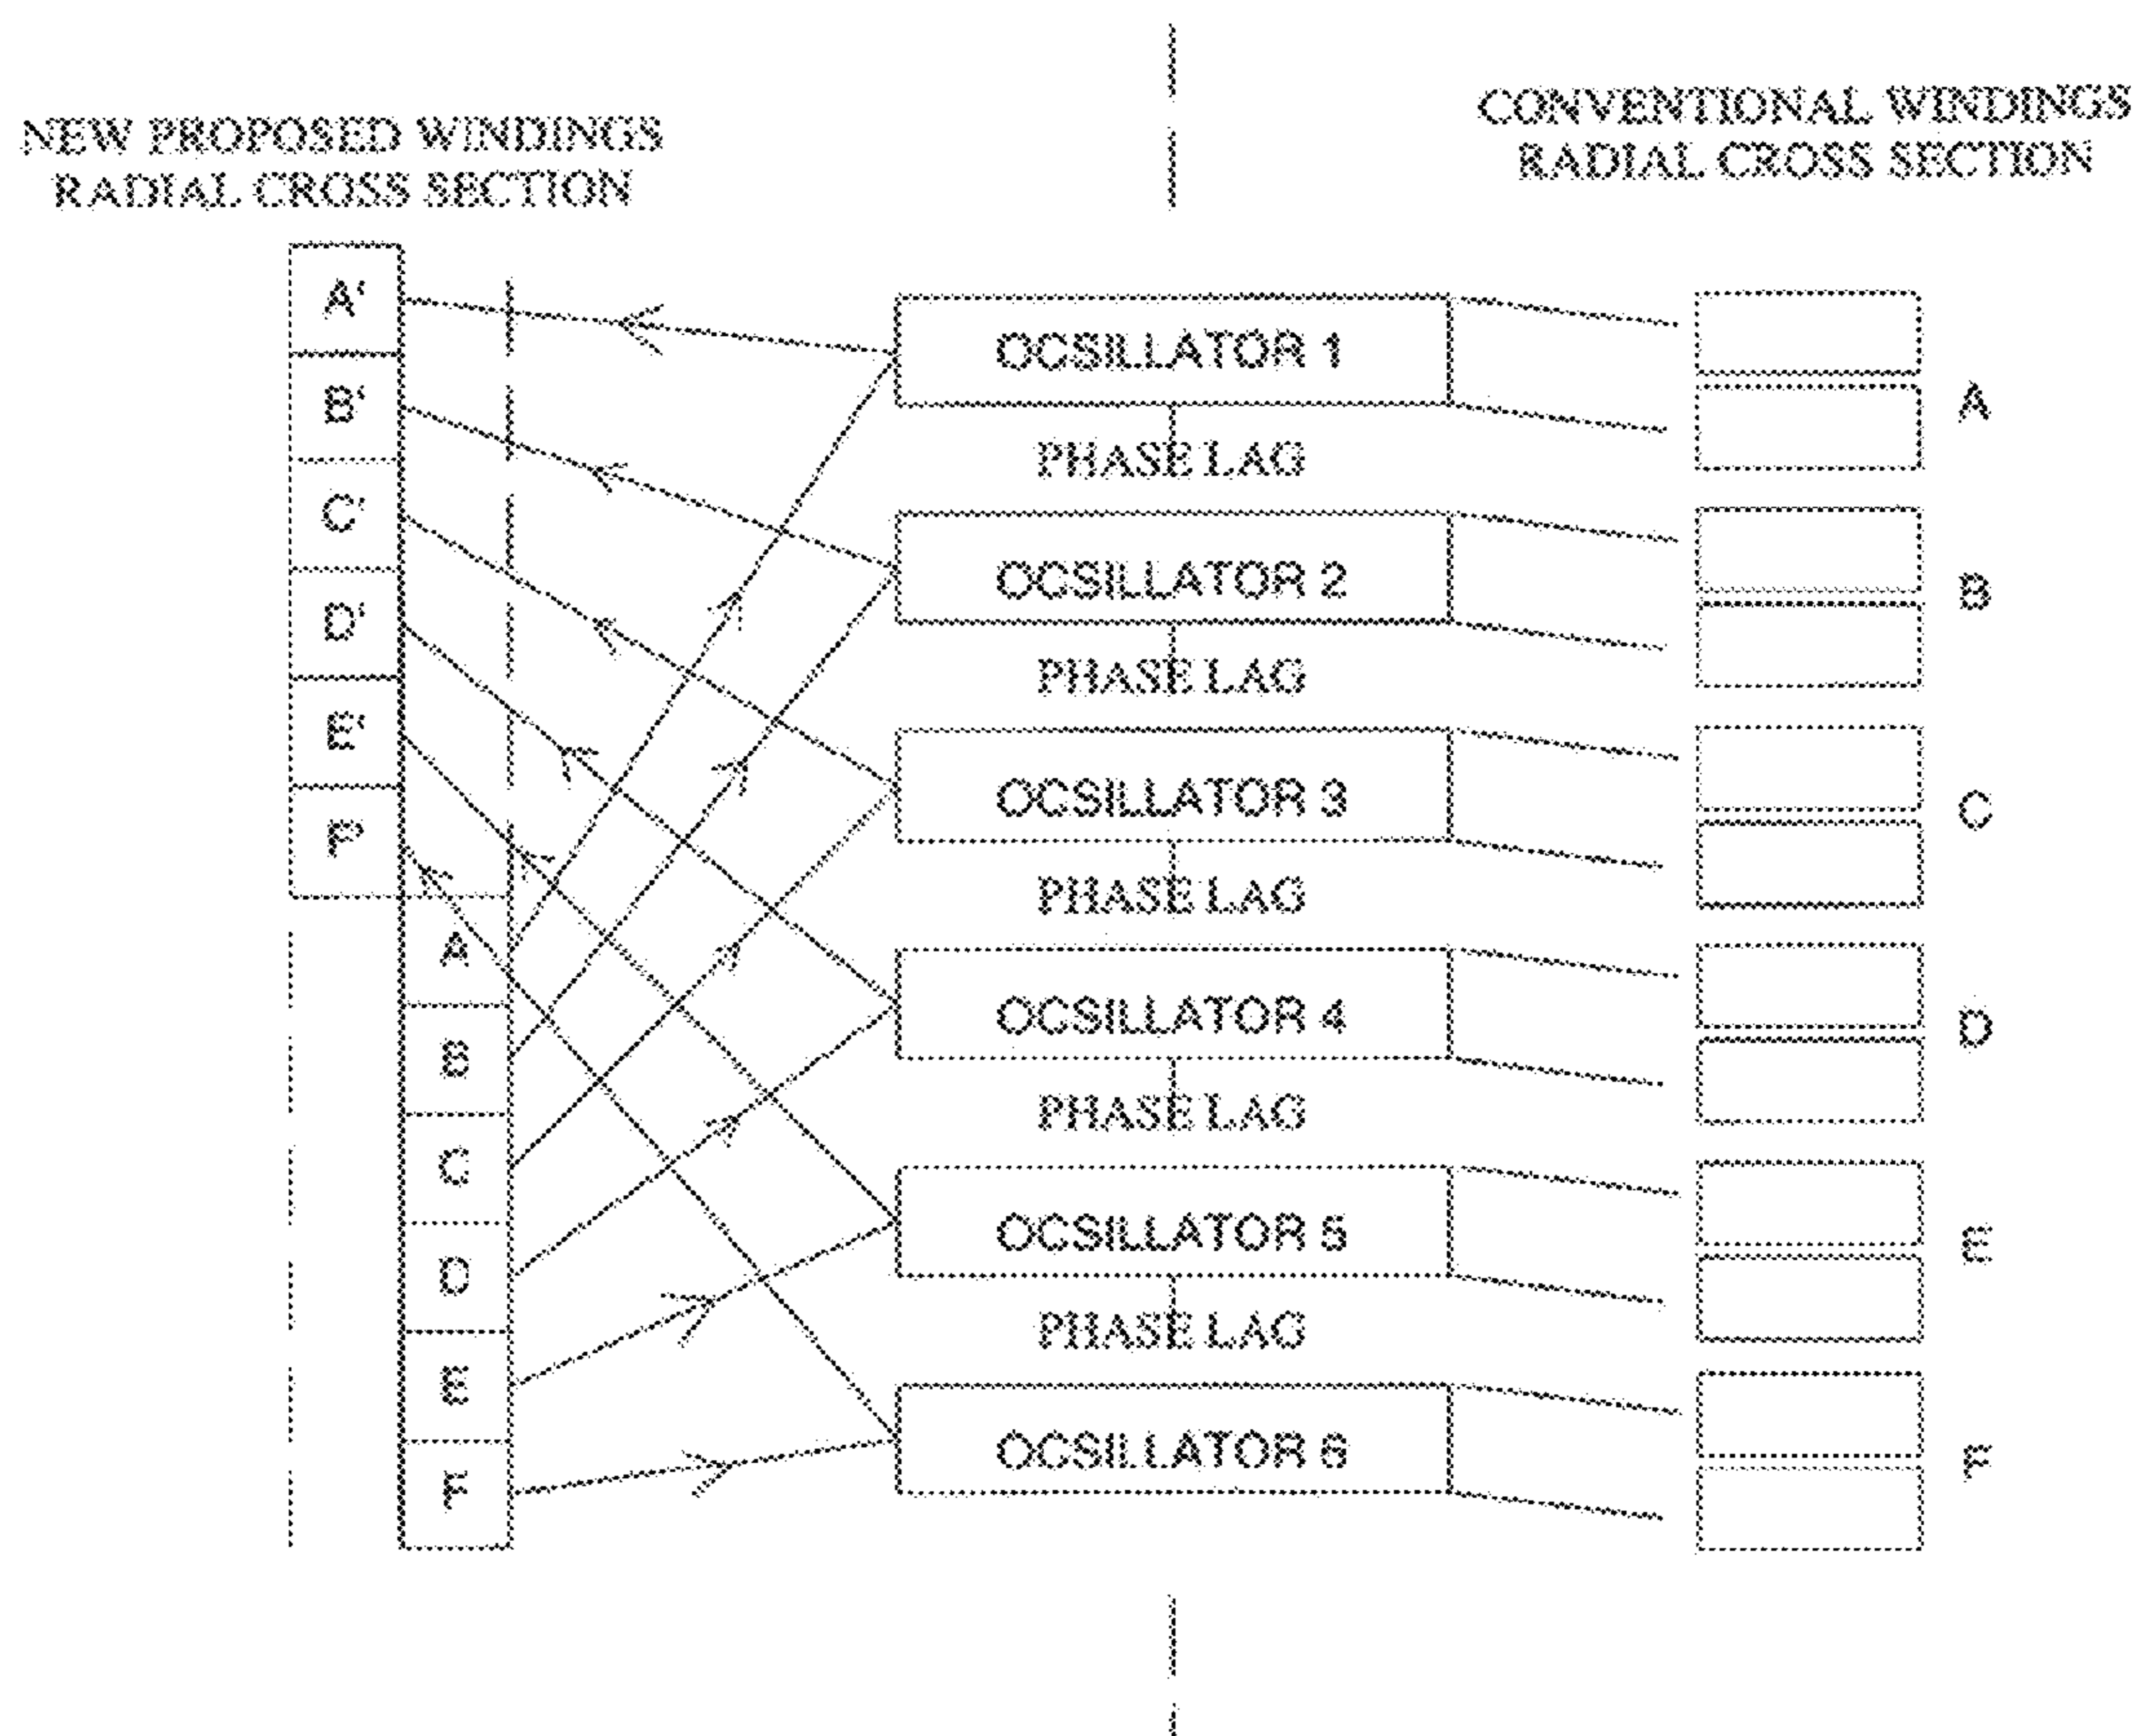 NEW PROPOSED WINDINGS
RADIAL CROSS SECTION
CONVENTIONAL WINDINGS
RADIAL CROSS SECTION
A'
B'
C'
D'
E'
F'
A
B
C
D
E
F
OCSILLATOR 1
PHASE LAG
OCSILLATOR 2
PHASE LAG
OCSILLATOR 3
PHASE LAG
OCSILLATOR 4
PHASE LAG
OCSILLATOR 5
PHASE LAG
OCSILLATOR 6
A
B
C
D
E
F